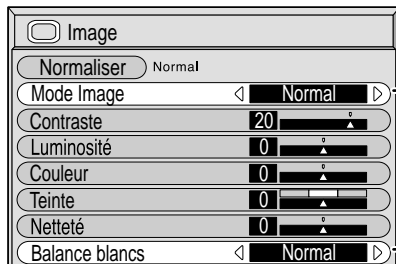 Image
Normaliser Normal
Mode Image Normal
Contraste 20
Luminosité 0
Couleur 0
Teinte 0
Netteté 0
Balance blancs Normal